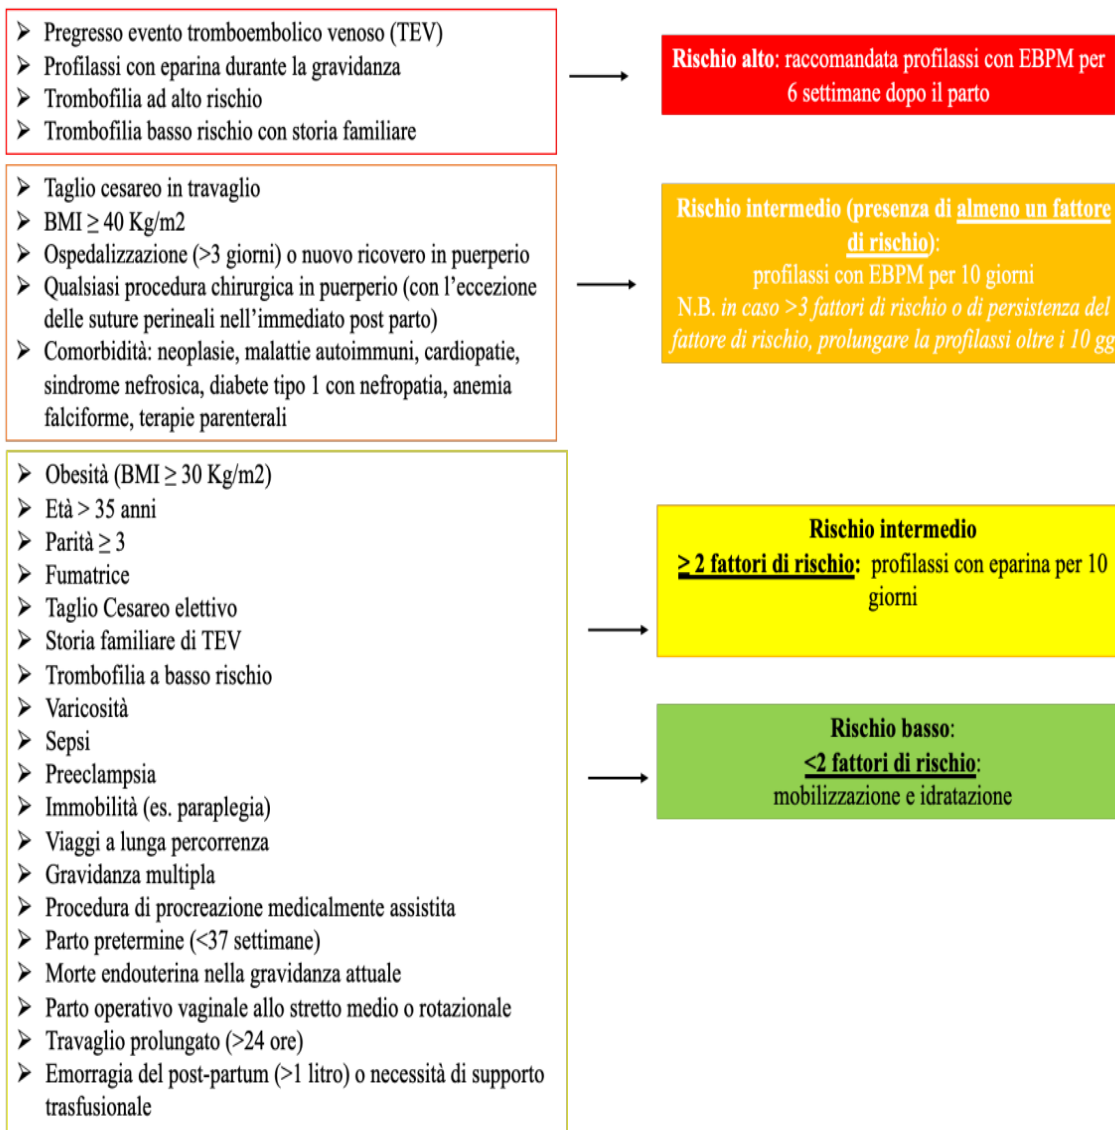 ➤ Pregresso evento tromboembolico venoso (TEV)
➤ Profilassi con eparina durante la gravidanza
➤ Trombofilia ad alto rischio
➤ Trombofilia basso rischio con storia familiare
Rischio alto: raccomandata profilassi con EBPM per
6 settimane dopo il parto
➤ Taglio cesareo in travaglio
➤ BMI ≥ 40 Kg/m2
➤ Ospedalizzazione (>3 giorni) o nuovo ricovero in puerperio
➤ Qualsiasi procedura chirurgica in puerperio (con l'eccezione
delle suture perineali nell'immediato post parto)
➤ Comorbidità: neoplasie, malattie autoimmuni, cardiopatie,
sindrome nefrosica, diabete tipo 1 con nefropatia, anemia
falciforme, terapie parenterali
Rischio intermedio (presenza di almeno un fattore
di rischio):
profilassi con EBPM per 10 giorni
N.B. in caso >3 fattori di rischio o di persistenza del
fattore di rischio, prolungare la profilassi oltre i 10 gg
➤ Obesità (BMI ≥ 30 Kg/m2)
➤ Età > 35 anni
➤ Parità ≥ 3
➤ Fumatrice
➤ Taglio Cesareo elettivo
➤ Storia familiare di TEV
➤ Trombofilia a basso rischio
➤ Varicosità
➤ Sepsi
➤ Preeclampsia
➤ Immobilità (es. paraplegia)
➤ Viaggi a lunga percorrenza
➤ Gravidanza multipla
➤ Procedura di procreazione medicalmente assistita
➤ Parto pretermine (<37 settimane)
➤ Morte endouterina nella gravidanza attuale
➤ Parto operativo vaginale allo stretto medio o rotazionale
➤ Travaglio prolungato (>24 ore)
➤ Emorragia del post-partum (>1 litro) o necessità di supporto
trasfusionale
Rischio intermedio
≥ 2 fattori di rischio: profilassi con eparina per 10
giorni
Rischio basso:
<2 fattori di rischio:
mobilizzazione e idratazione